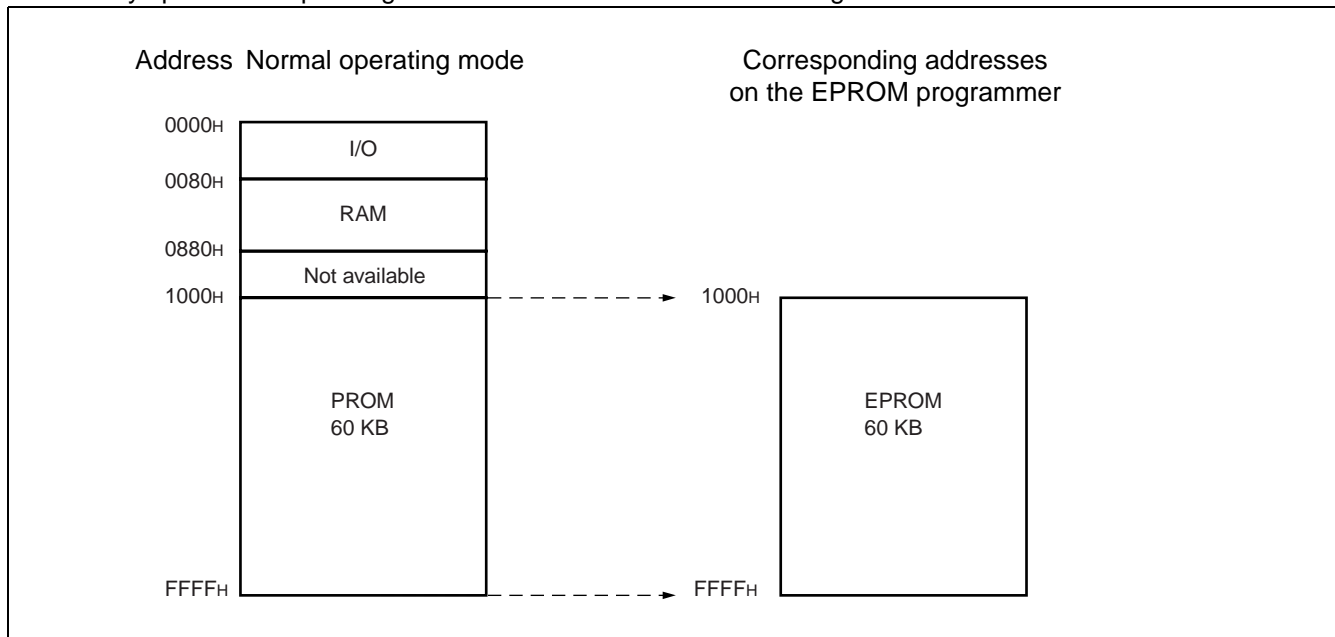 Address Normal operating mode
Corresponding addresses
on the EPROM programmer
0000H
I/O
0080H
RAM
0880H
Not available
1000H
1000H
PROM
60 KB
EPROM
60 KB
FFFFH
FFFFH